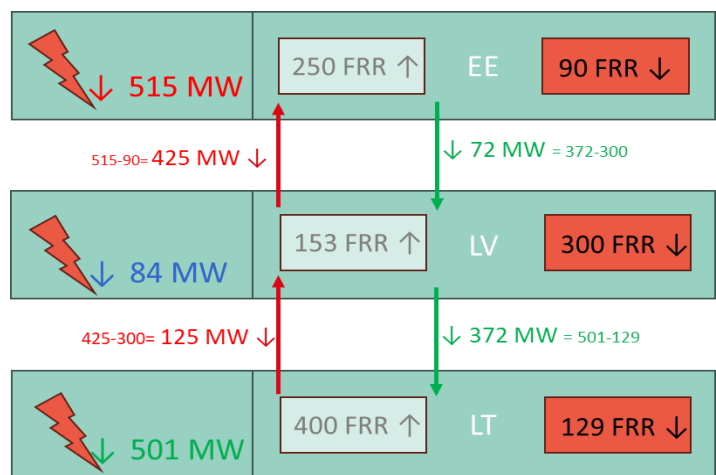 ↓ 515 MW 250 FRR ↑ EE 90 FRR ↓
515-90= 425 MW ↓ ↓ 72 MW = 372-300
↓ 84 MW 153 FRR ↑ LV 300 FRR ↓
425-300= 125 MW ↓ ↓ 372 MW = 501-129
↓ 501 MW 400 FRR ↑ LT 129 FRR ↓